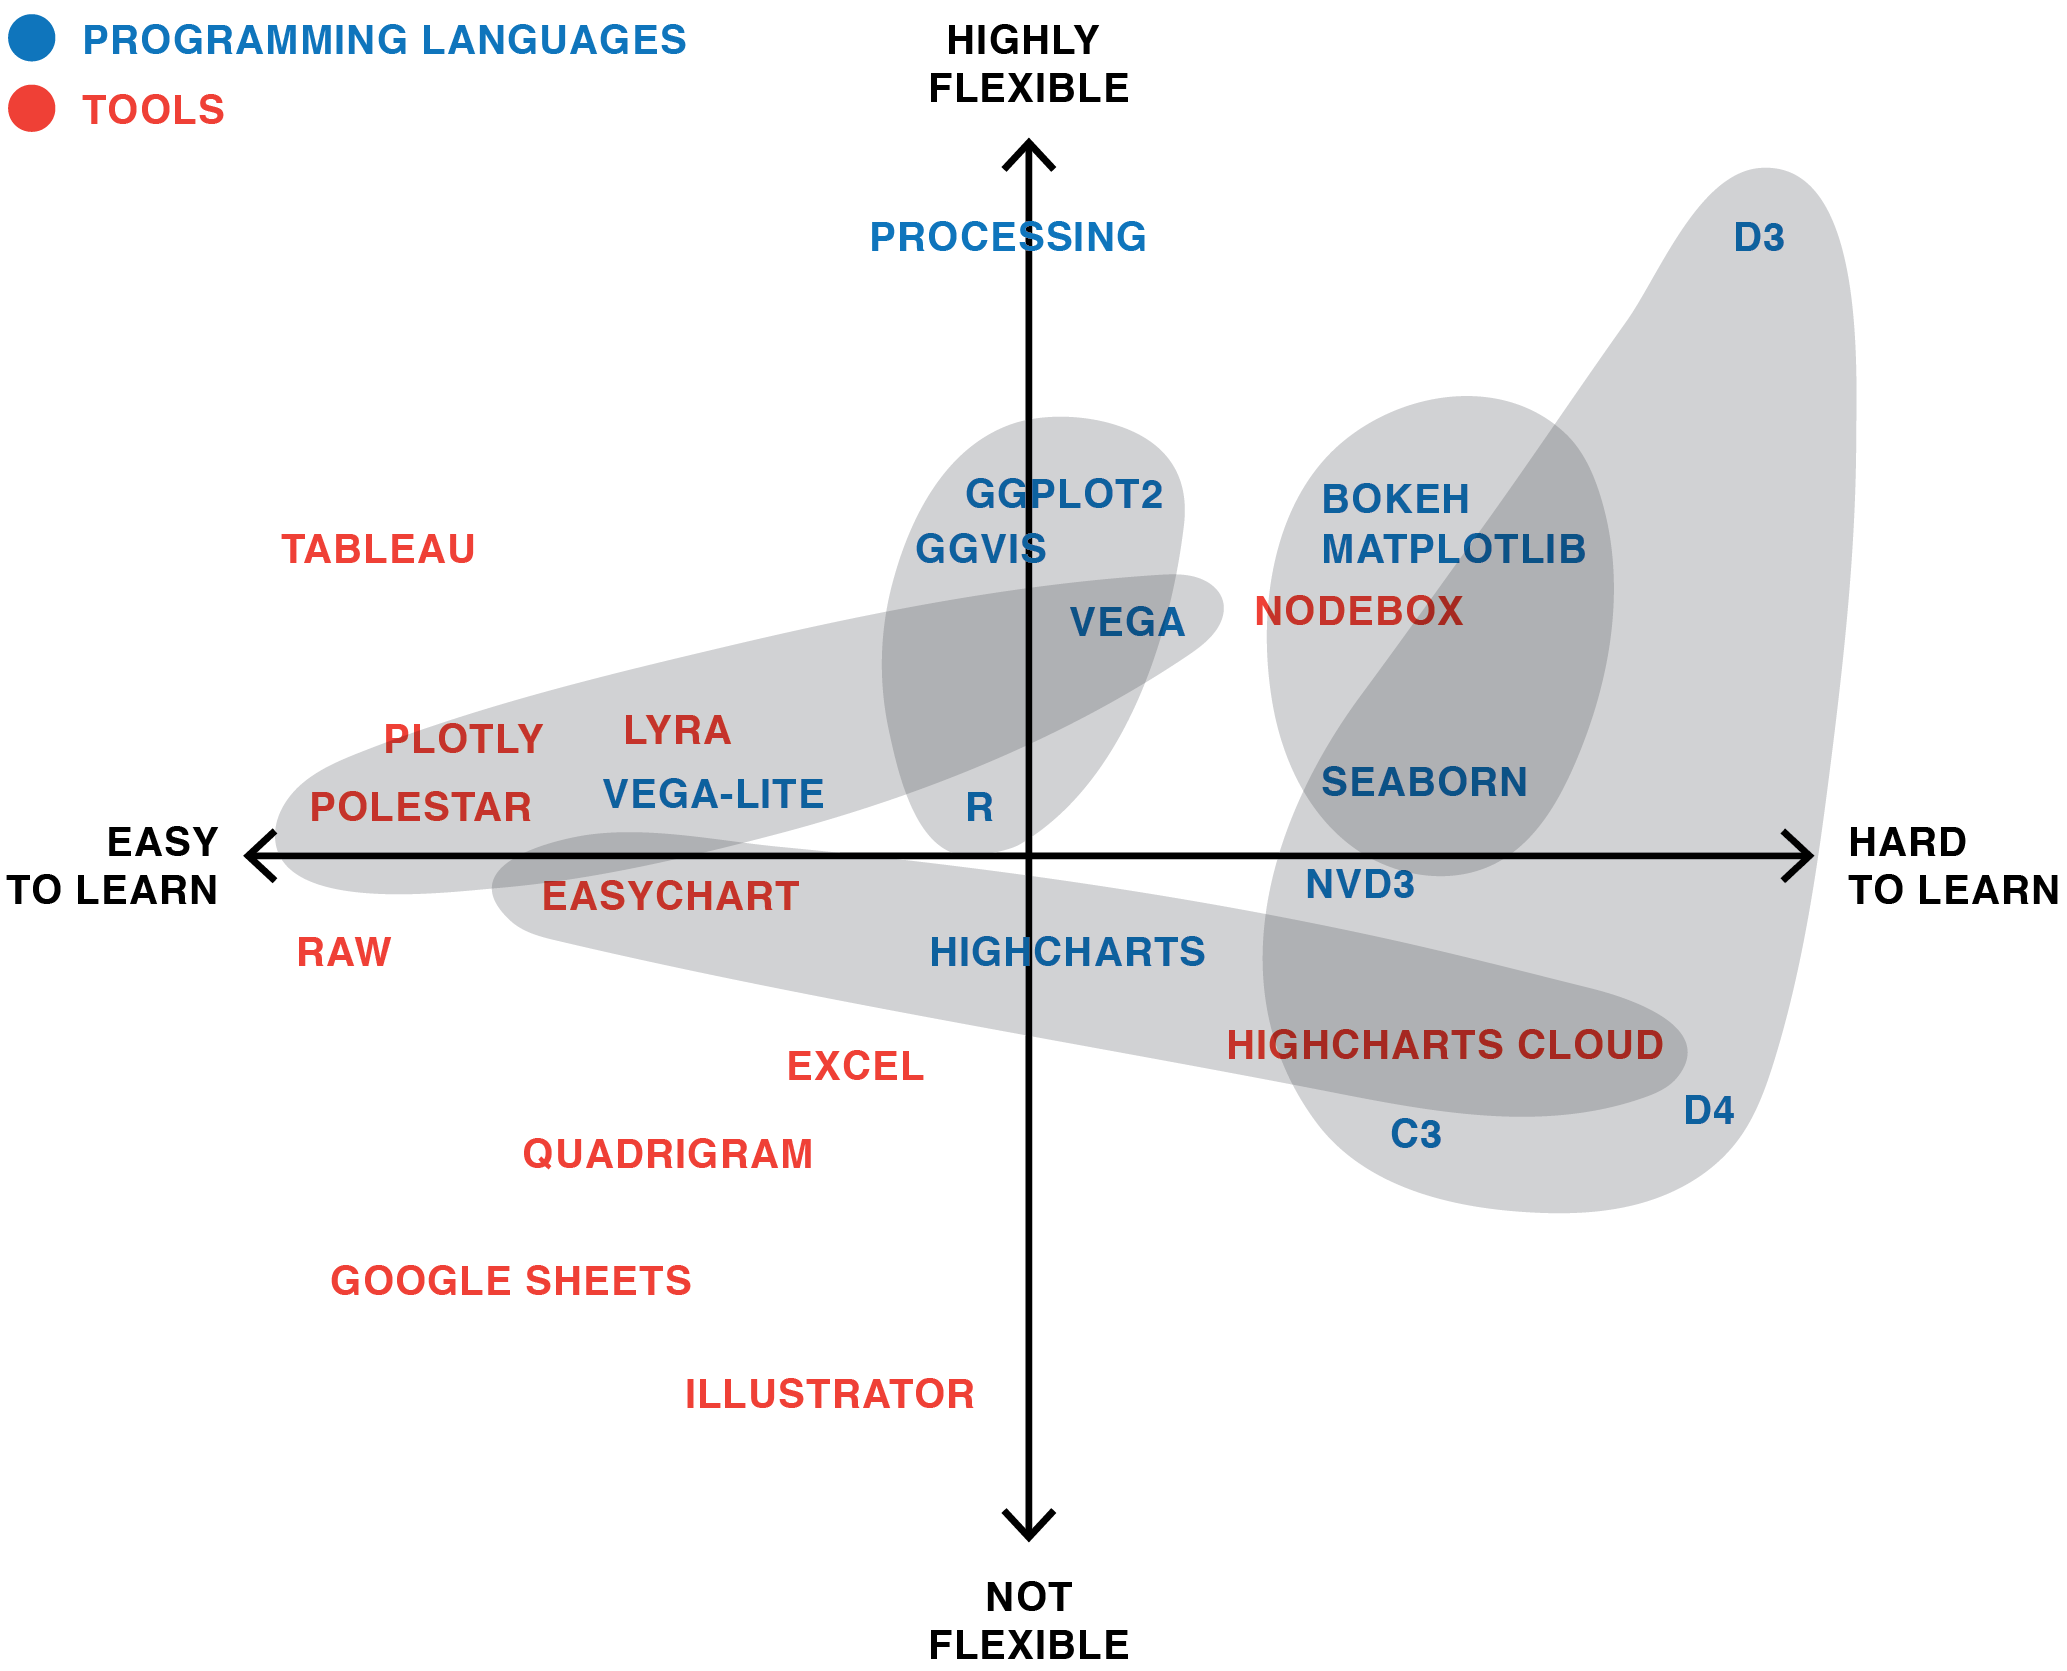 PROGRAMMING LANGUAGES
TOOLS
HIGHLY
FLEXIBLE
PROCESSING
D3
GGPLOT2
BOKEH
GGVIS
MATPLOTLIB
TABLEAU
NODEBOX
VEGA
LYRA
PLOTLY
SEABORN
VEGA-LITE
POLESTAR
R
EASY
TO LEARN
HARD
TO LEARN
NVD3
EASYCHART
RAW
HIGHCHARTS
HIGHCHARTS CLOUD
EXCEL
D4
C3
QUADRIGRAM
GOOGLE SHEETS
ILLUSTRATOR
NOT
FLEXIBLE